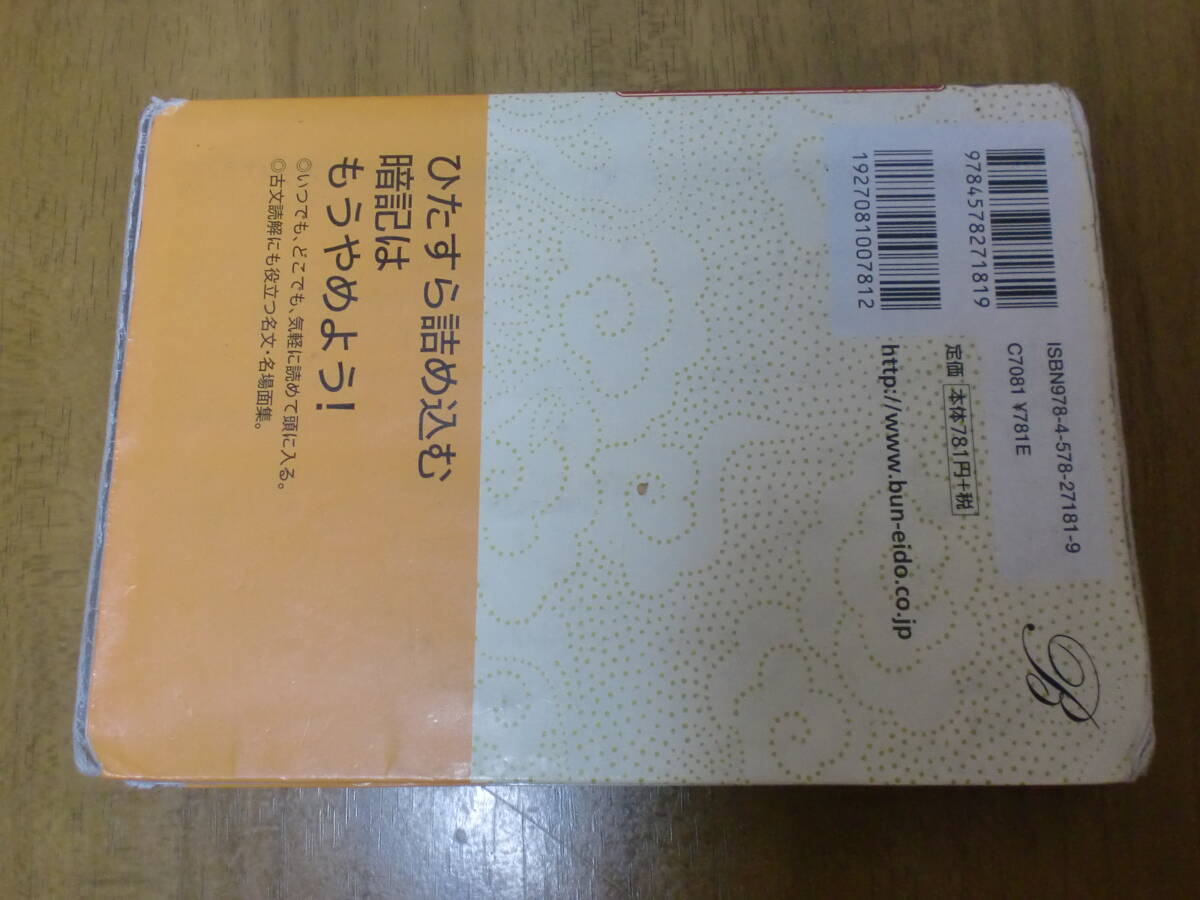 9784578271819
1927081007812
ISBN978-4-578-27181-9
C7081 ¥781E
定価 本体781円+税
http://www.bun-eido.co.jp
B
ひたすら詰め込む
暗記は
もうやめよう!
◎いつでも、どこでも、気軽に読めて頭に入る。
◎古文読解にも役立つ名文・名場面集。